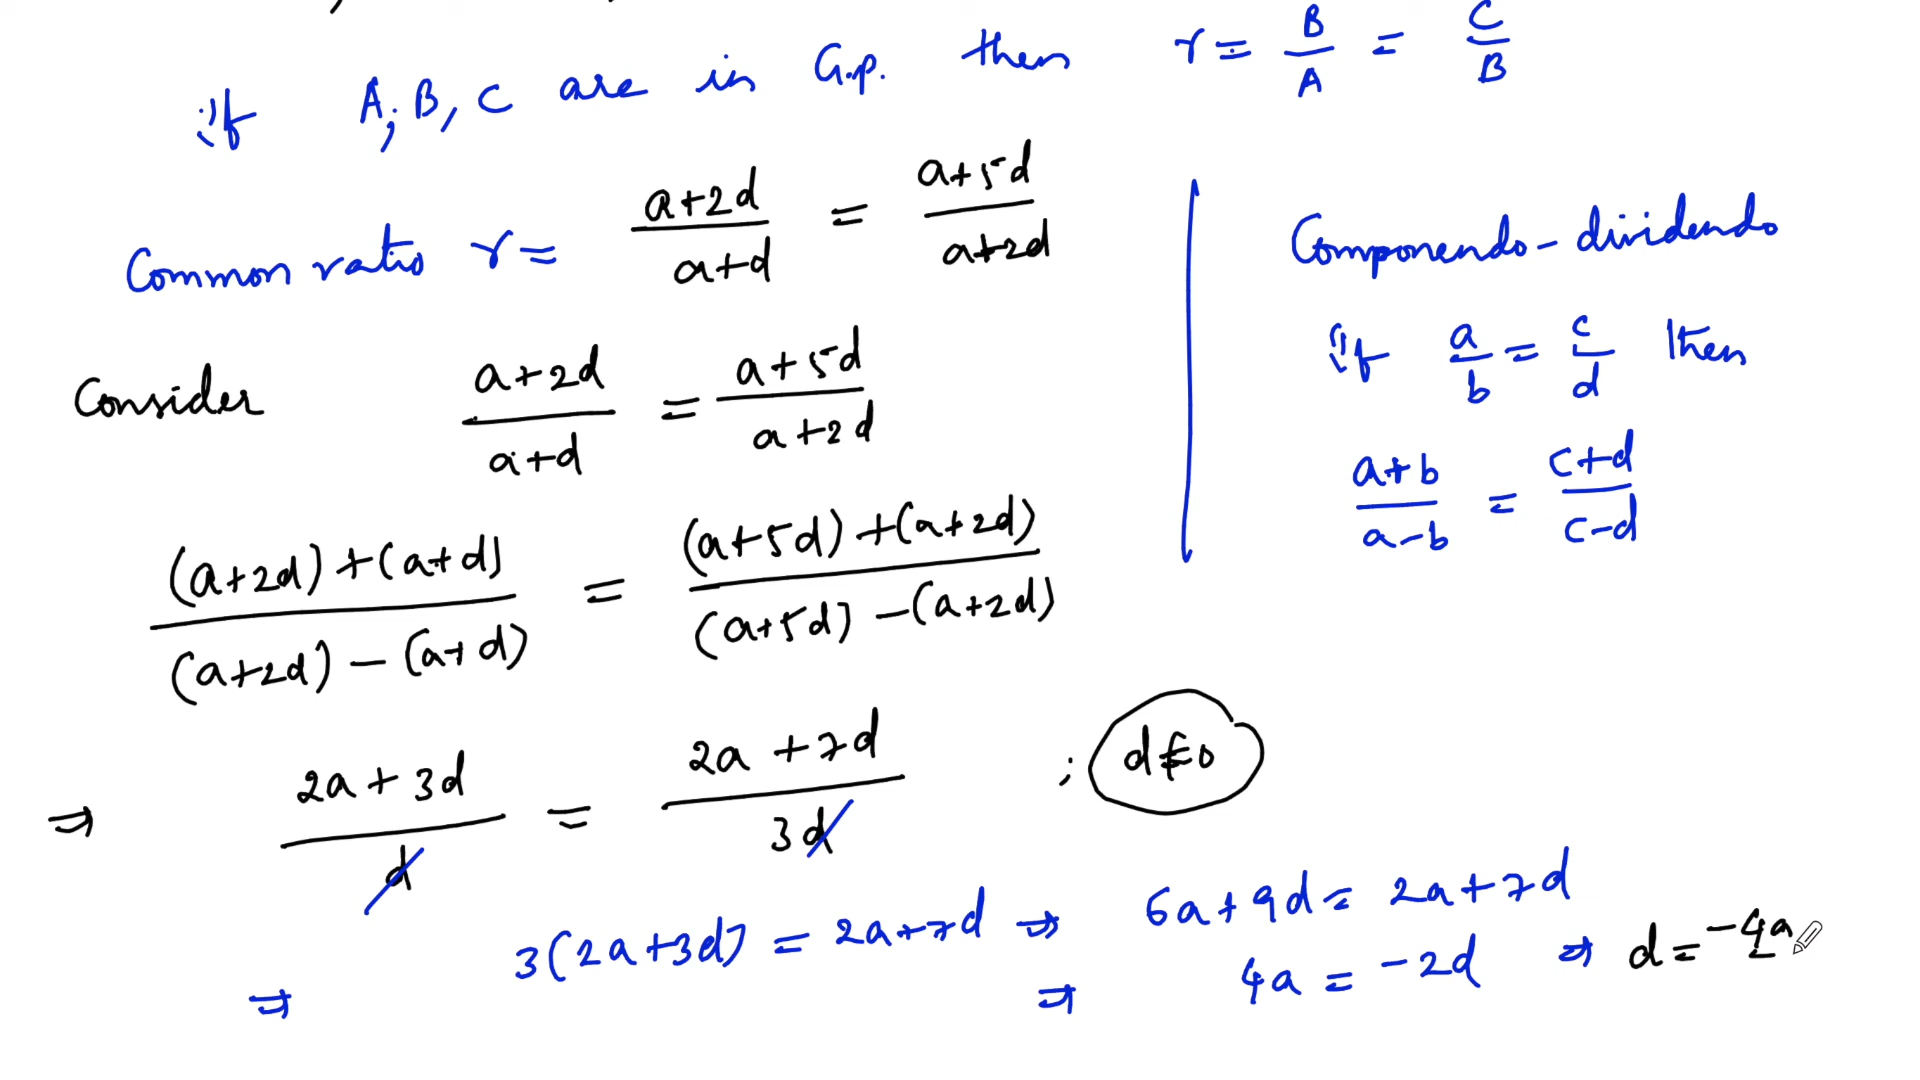 if A, B, C are in G.p. then r = B/A = C/B
Common ratio r = (a+2d)/(a+d) = (a+5d)/(a+2d)
Consider (a+2d)/(a+d) = (a+5d)/(a+2d)
((a+2d)+(a+d))/((a+2d)-(a+d)) = ((a+5d)+(a+2d))/((a+5d)-(a+2d))
⇒ (2a+3d)/d = (2a+7d)/3d ; d≠0
⇒ 3(2a+3d) = 2a+7d ⇒ 6a+9d = 2a+7d
⇒ 4a = -2d ⇒ d = -4a
Componendo - dividendo
if a/b = c/d then
(a+b)/(a-b) = (c+d)/(c-d)